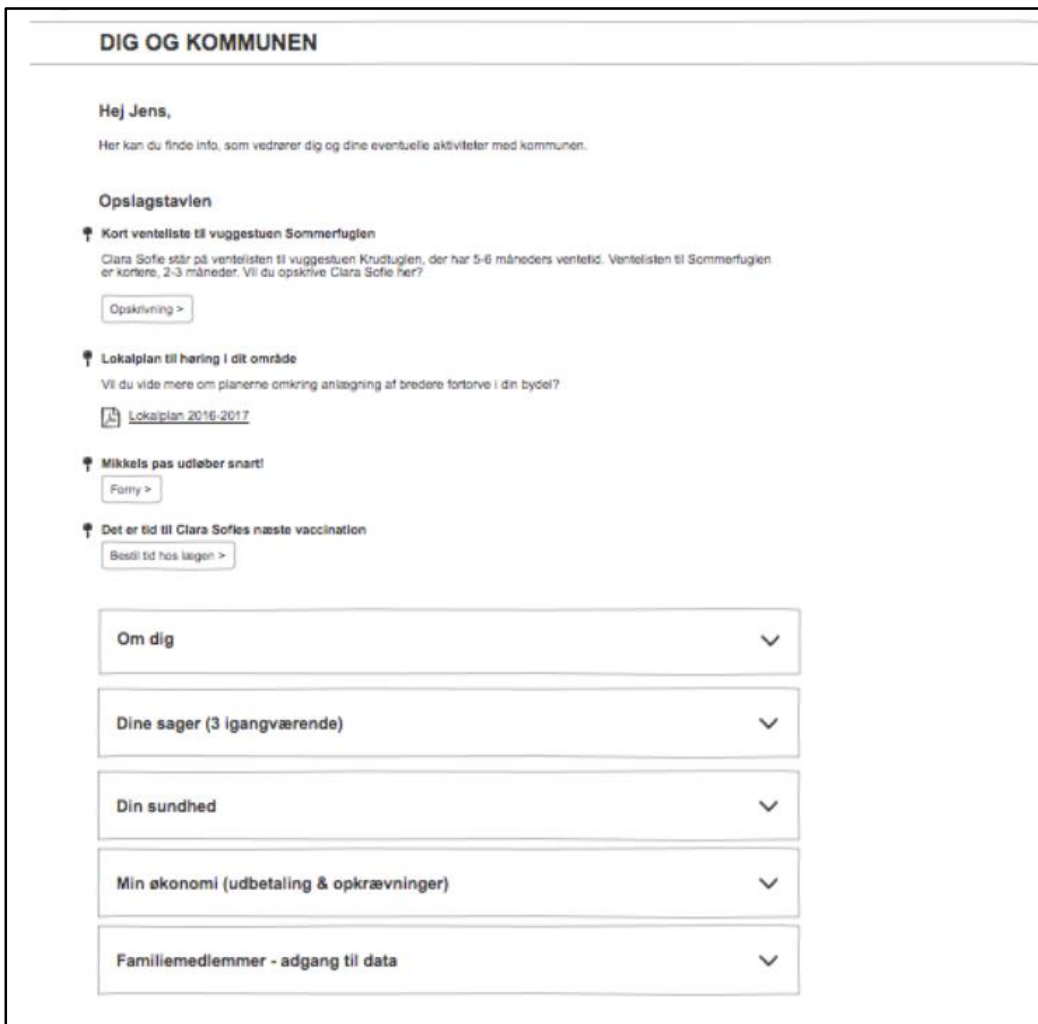 DIG OG KOMMUNEN
Hej Jens,
Her kan du finde info, som vedrører dig og dine eventuelle aktiviteter med kommunen.
Opslagstavlen
Kort venteliste til vuggestuen Sommerfuglen
Clara Sofie står på ventelisten til vuggestuen Krudtuglen, der har 5-6 måneders ventetid. Ventelisten til Sommerfuglen
er kortere, 2-3 måneder. Vil du opskrive Clara Sofie her?
Opskrivning >
Lokalplan til høring i dit område
Vil du vide mere om planerne omkring anlægning af bredere fortorve i din bydel?
Lokalplan 2016-2017
Mikkels pas udløber snart!
Forny >
Det er tid til Clara Sofies næste vaccination
Bestil tid hos lægen >
Om dig
Dine sager (3 igangværende)
Din sundhed
Min økonomi (udbetaling & opkrævninger)
Familiemedlemmer - adgang til data